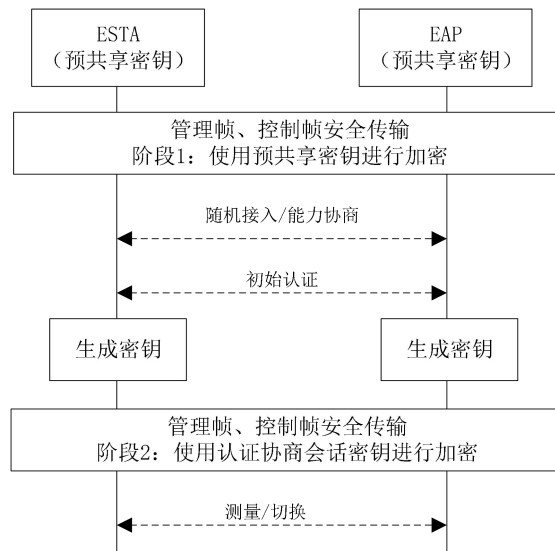 ESTA
（预共享密钥）
EAP
（预共享密钥）
管理帧、控制帧安全传输
阶段1：使用预共享密钥进行加密
随机接入/能力协商
初始认证
生成密钥
生成密钥
管理帧、控制帧安全传输
阶段2：使用认证协商会话密钥进行加密
测量/切换